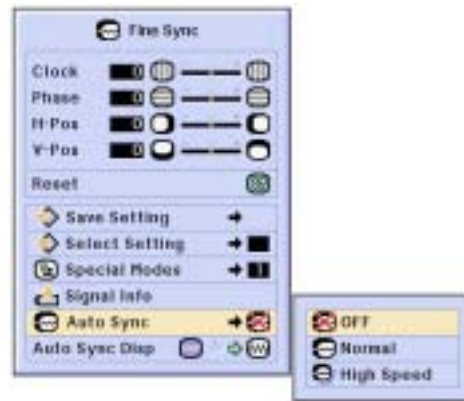 Fine Sync
Clock 0
Phase 0
H-Pos 0
V-Pos 0
Reset
Save Setting
Select Setting
Special Modes 1
Signal Info
Auto Sync
Auto Sync Disp
OFF
Normal
High Speed